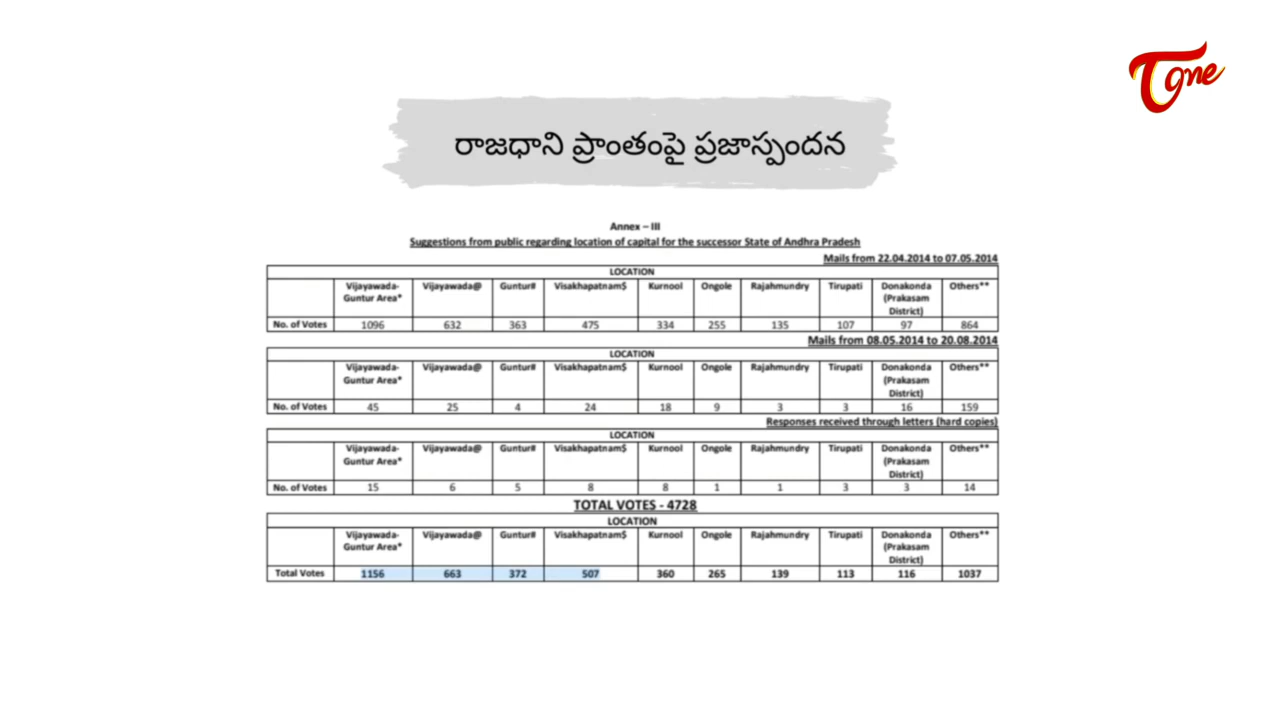 Tone
రాజధాని ప్రాంతంపై ప్రజాస్పందన
Annex – III
Suggestions from public regarding location of capital for the successor State of Andhra Pradesh
Mails from 22.04.2014 to 07.05.2014
LOCATION
Vijayawada-Guntur Area* Vijayawada@ Guntur# Visakhapatnam$ Kurnool Ongole Rajahmundry Tirupati Donakonda (Prakasam District) Others**
No. of Votes 1096 632 363 475 334 255 135 107 97 864
Mails from 08.05.2014 to 20.08.2014
LOCATION
Vijayawada-Guntur Area* Vijayawada@ Guntur# Visakhapatnam$ Kurnool Ongole Rajahmundry Tirupati Donakonda (Prakasam District) Others**
No. of Votes 45 25 4 24 18 9 3 3 16 159
Responses received through letters (hard copies)
LOCATION
Vijayawada-Guntur Area* Vijayawada@ Guntur# Visakhapatnam$ Kurnool Ongole Rajahmundry Tirupati Donakonda (Prakasam District) Others**
No. of Votes 15 6 5 8 8 1 1 3 3 14
TOTAL VOTES - 4728
LOCATION
Vijayawada-Guntur Area* Vijayawada@ Guntur# Visakhapatnam$ Kurnool Ongole Rajahmundry Tirupati Donakonda (Prakasam District) Others**
Total Votes 1156 663 372 507 360 265 139 113 116 1037